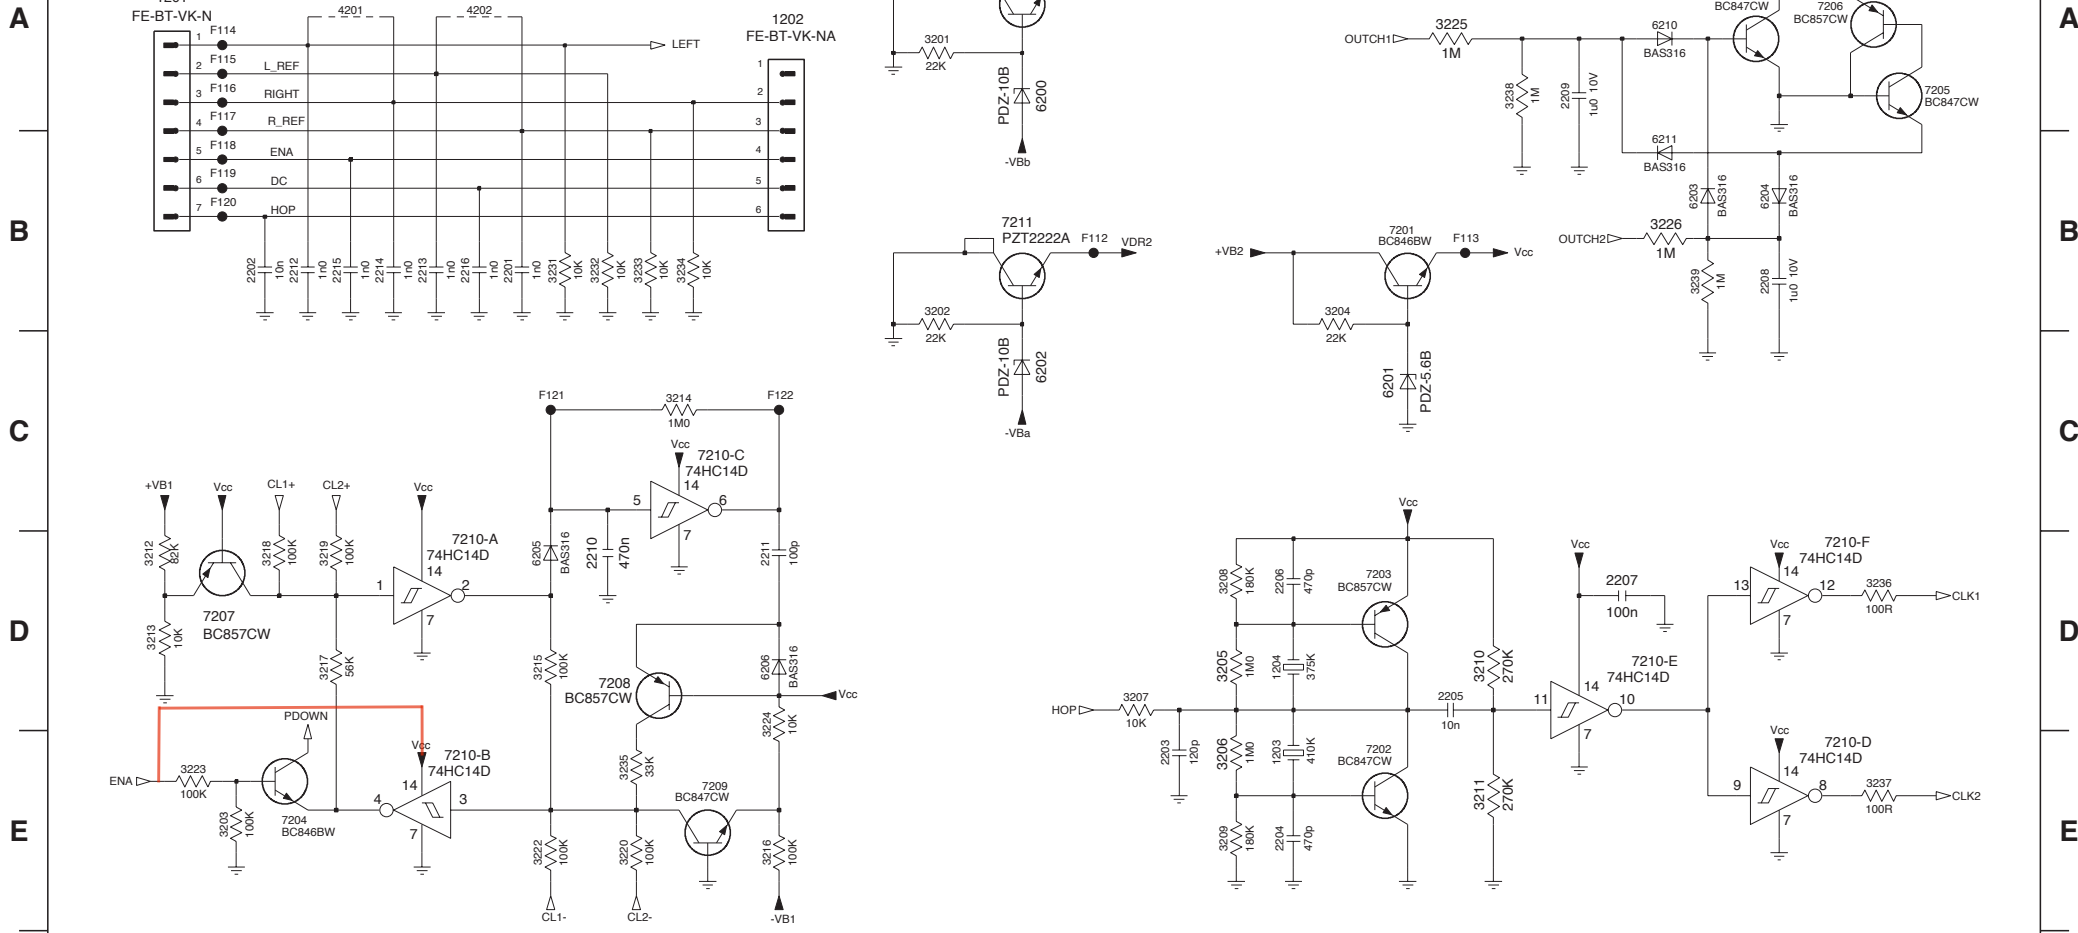 A
A
B
B
C
C
D
D
E
E
FE-BT-VK-N
4201
4202
1202
FE-BT-VK-NA
1 F114
LEFT
2 F115 L_REF
3 F116 RIGHT
4 F117 R_REF
5 F118 ENA
6 F119 DC
7 F120 HOP
1
2
3
4
5
6
2202 10n
2212 1n0
2215 1n0
2214 1n0
2213 1n0
2216 1n0
2201 1n0
3231 10K
3232 10K
3233 10K
3234 10K
3201
22K
PDZ-10B
6200
-VBb
7211
PZT2222A
F112
VDR2
3202
22K
PDZ-10B
6202
-VBa
+VB2
7201
BC846BW
F113
Vcc
3204
22K
6201
PDZ-5.6B
OUTCH1
3225
1M
3238 1M
2209 1u0 10V
6210
BAS316
BC847CW
7206
BC857CW
7205
BC847CW
6211
BAS316
6203 BAS316
6204 BAS316
OUTCH2
3226
1M
3239 1M
2208 1u0 10V
F121
3214
1M0
F122
Vcc
7210-C
74HC14D
14
5
6
7
+VB1
Vcc
CL1+
CL2+
Vcc
3212 82K
3218 100K
3219 100K
7210-A
74HC14D
14
1
2
7
6205 BAS316
2210 470n
2211 100p
7207
BC857CW
3213 10K
3217 56K
3215 100K
7208
BC857CW
6206 BAS316
Vcc
3224 10K
PDOWN
Vcc
7210-B
74HC14D
14
4
3
7
ENA
3223
100K
3203 100K
7204
BC846BW
3235 33K
7209
BC847CW
3222 100K
3220 100K
3216 100K
CL1-
CL2-
-VB1
Vcc
3208 180K
2206 470p
7203
BC857CW
3205 1M0
1204 375K
3210 270K
HOP
3207
10K
2203 120p
3206 1M0
1203 410K
2205
10n
7202
BC847CW
3211 270K
3209 180K
2204 470p
Vcc
2207
100n
7210-E
74HC14D
14
11
10
7
Vcc
7210-F
74HC14D
14
13
12
7
3236
100R
CLK1
Vcc
7210-D
74HC14D
14
9
8
7
3237
100R
CLK2